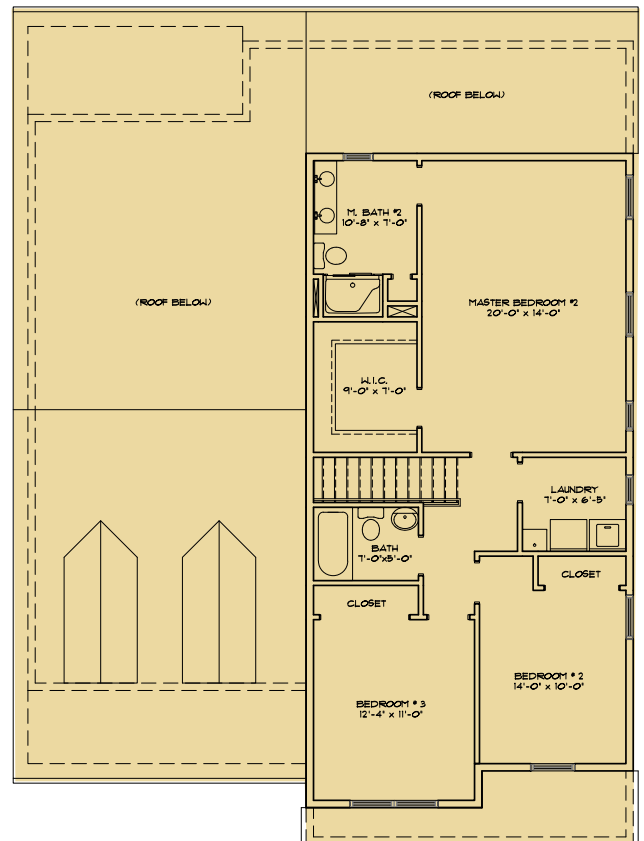 (ROOF BELOW)
M. BATH #2
10'-8" x 7'-0"
(ROOF BELOW)
MASTER BEDROOM #2
20'-0" x 14'-0"
W.I.C.
9'-0" x 7'-0"
LAUNDRY
7'-0" x 6'-5"
BATH
7'-0"x5'-0"
CLOSET
CLOSET
BEDROOM # 2
14'-0" x 10'-0"
BEDROOM # 3
12'-4" x 11'-0"